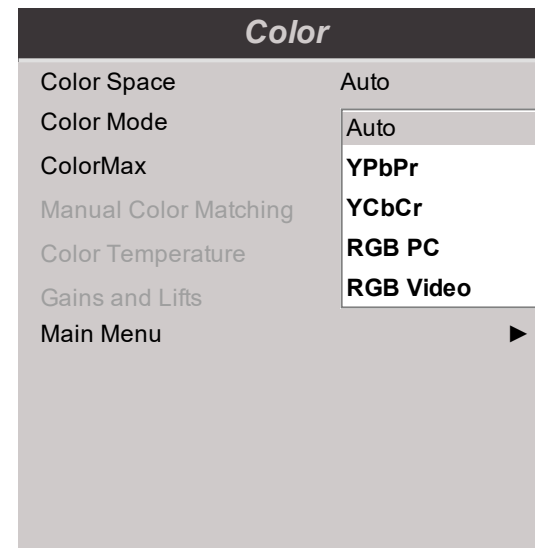 Color
Color Space Auto
Color Mode Auto
ColorMax YPbPr
Manual Color Matching YCbCr
Color Temperature RGB PC
Gains and Lifts RGB Video
Main Menu ►